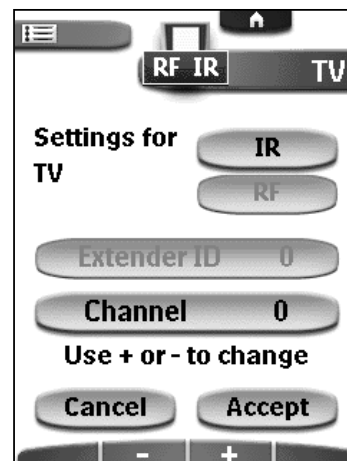 RF IR
TV
Settings for
TV
IR
RF
Extender ID 0
Channel 0
Use + or - to change
Cancel Accept
- +